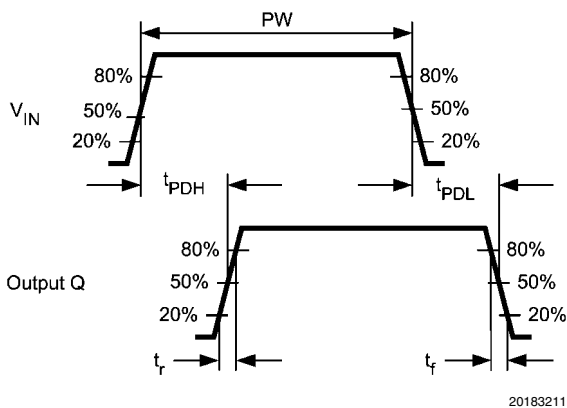 PW
80% 80%
V_IN 50% 50%
20% 20%
t_PDH t_PDL
80% 80%
Output Q 50% 50%
20% 20%
t_r t_f
20183211